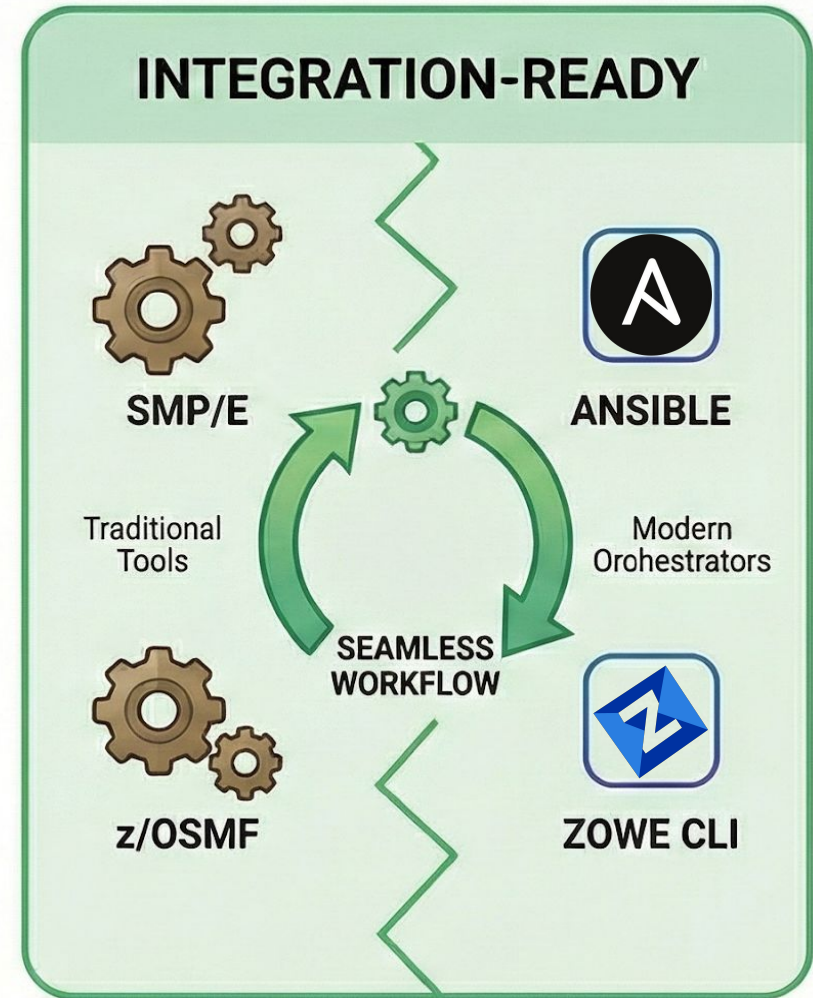 INTEGRATION-READY
SMP/E
ANSIBLE
Traditional
Tools
Modern
Orohestrators
SEAMLESS
WORKFLOW
z/OSMF
ZOWE CLI